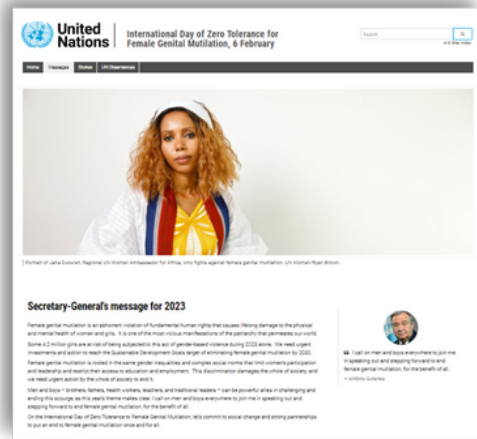 United
Nations
International Day of Zero Tolerance for
Female Genital Mutilation, 6 February
Search
A-Z Site Index
Home Messages Stories UN Observances
Portrait of Jaha Dukureh, Regional UN Women Ambassador for Africa, who fights against female genital mutilation. UN Women/Ryan Brown.
Secretary-General's message for 2023
Female genital mutilation is an abhorrent violation of fundamental human rights that causes lifelong damage to the physical
and mental health of women and girls. It is one of the most vicious manifestations of the patriarchy that permeates our world.
Some 4.2 million girls are at risk of being subjected to this act of gender-based violence during 2023 alone. We need urgent
investments and action to reach the Sustainable Development Goals target of eliminating female genital mutilation by 2030.
Female genital mutilation is rooted in the same gender inequalities and complex social norms that limit women's participation
and leadership and restrict their access to education and employment. This discrimination damages the whole of society, and
we need urgent action by the whole of society to end it.
Men and boys – brothers, fathers, health workers, teachers, and traditional leaders – can be powerful allies in challenging and
ending this scourge, as this year's theme makes clear. I call on men and boys everywhere to join me in speaking out and
stepping forward to end female genital mutilation, for the benefit of all.
On the International Day of Zero Tolerance to Female Genital Mutilation, let's commit to social change and strong partnerships
to put an end to female genital mutilation once and for all.
I call on men and boys everywhere to join me
in speaking out and stepping forward to end
female genital mutilation, for the benefit of all.
— António Guterres